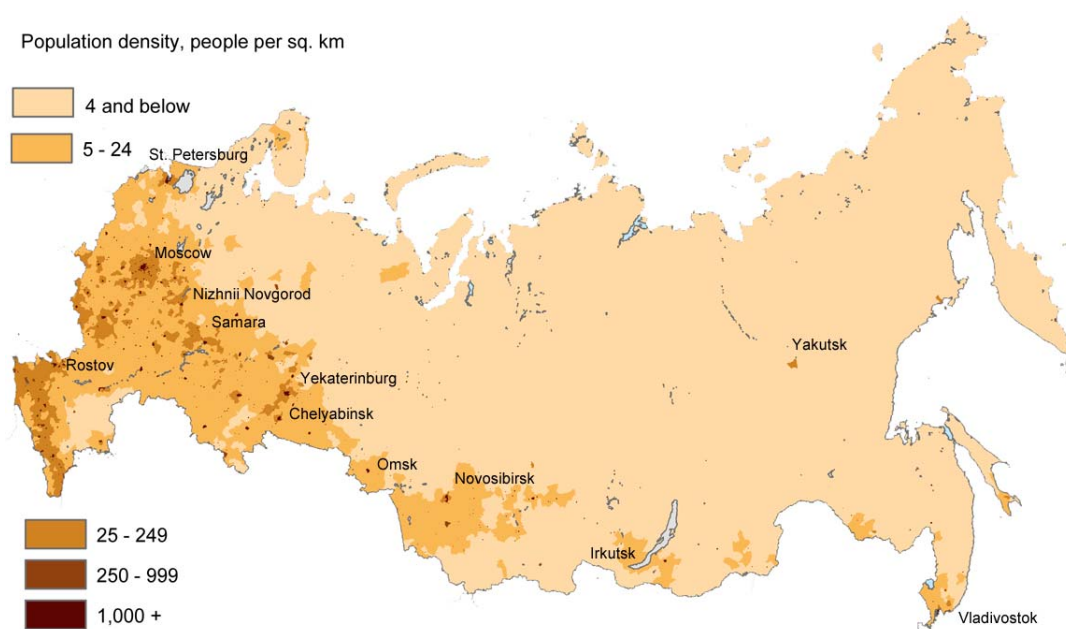 Population density, people per sq. km
4 and below
5 - 24
St. Petersburg
Moscow
Nizhnii Novgorod
Samara
Yakutsk
Rostov
Yekaterinburg
Chelyabinsk
Omsk
Novosibirsk
25 - 249
Irkutsk
250 - 999
1,000 +
Vladivostok